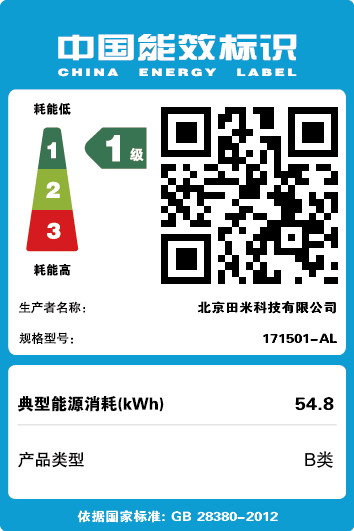 中国能效标识
CHINA ENERGY LABEL
耗能低
1
2
3
耗能高
1级
生产者名称： 北京田米科技有限公司
规格型号： 171501-AL
典型能源消耗(kWh) 54.8
产品类型 B类
依据国家标准: GB 28380-2012